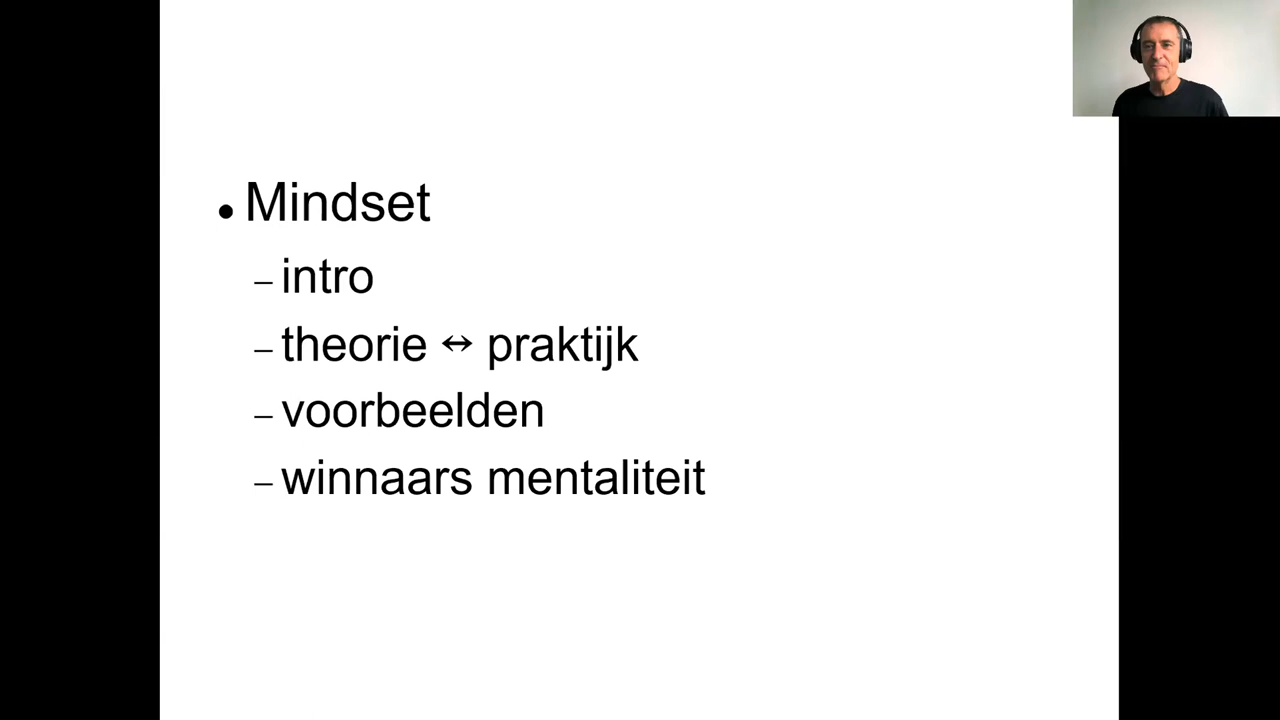 ● Mindset
– intro
– theorie ↔ praktijk
– voorbeelden
– winnaars mentaliteit